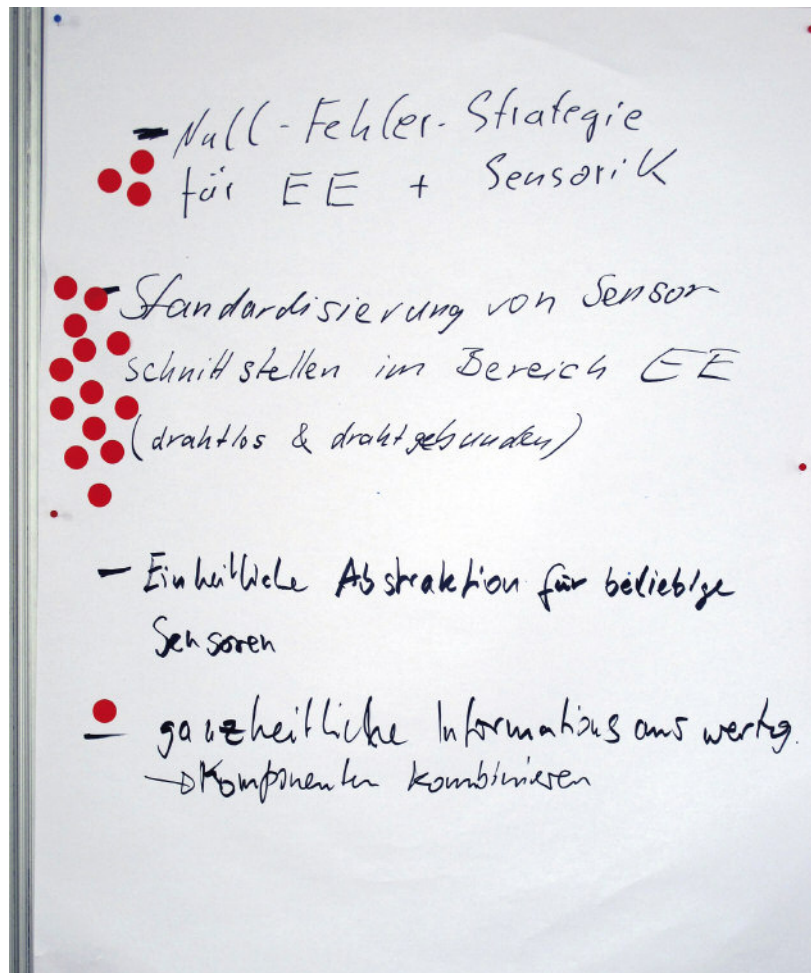 - Null-Fehler-Strategie
für EE + Sensorik
- Standardisierung von Sensor-
schnittstellen im Bereich EE
(drahtlos & drahtgebunden)
- Einheitliche Abstraktion für beliebige
Sensoren
- ganzheitliche Informationsauswertg.
→ Komponenten kombinieren